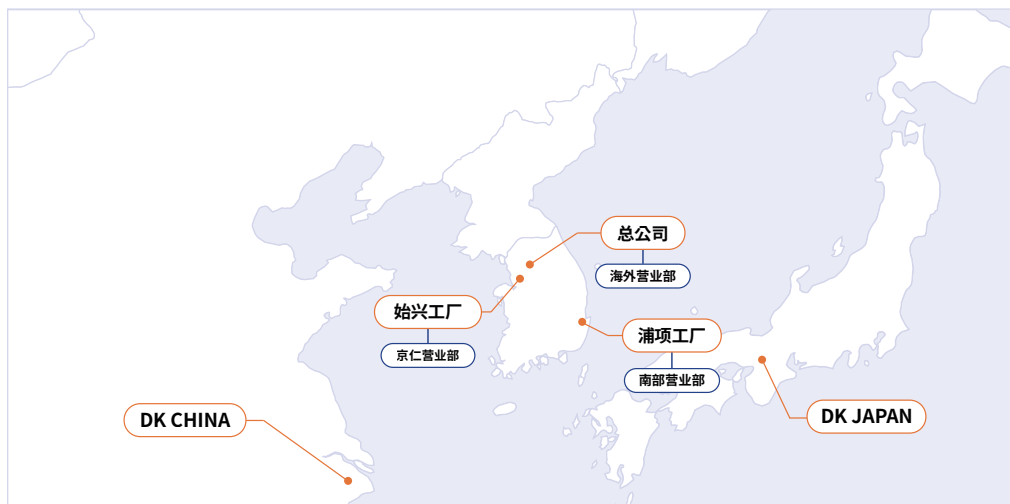 总公司
海外营业部
始兴工厂
京仁营业部
浦项工厂
南部营业部
DK CHINA
DK JAPAN